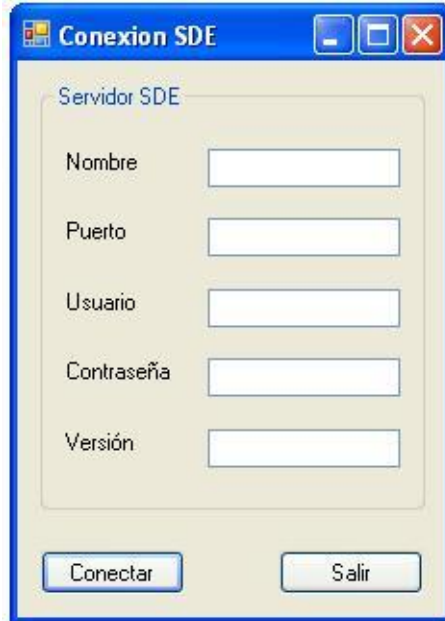 Conexion SDE
Servidor SDE
Nombre
Puerto
Usuario
Contraseña
Versión
Conectar Salir